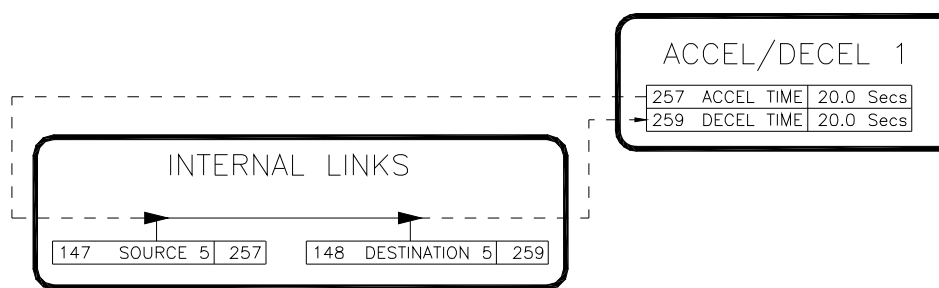 ACCEL/DECEL 1
257 ACCEL TIME 20.0 Secs
259 DECEL TIME 20.0 Secs
INTERNAL LINKS
147 SOURCE 5 257 148 DESTINATION 5 259